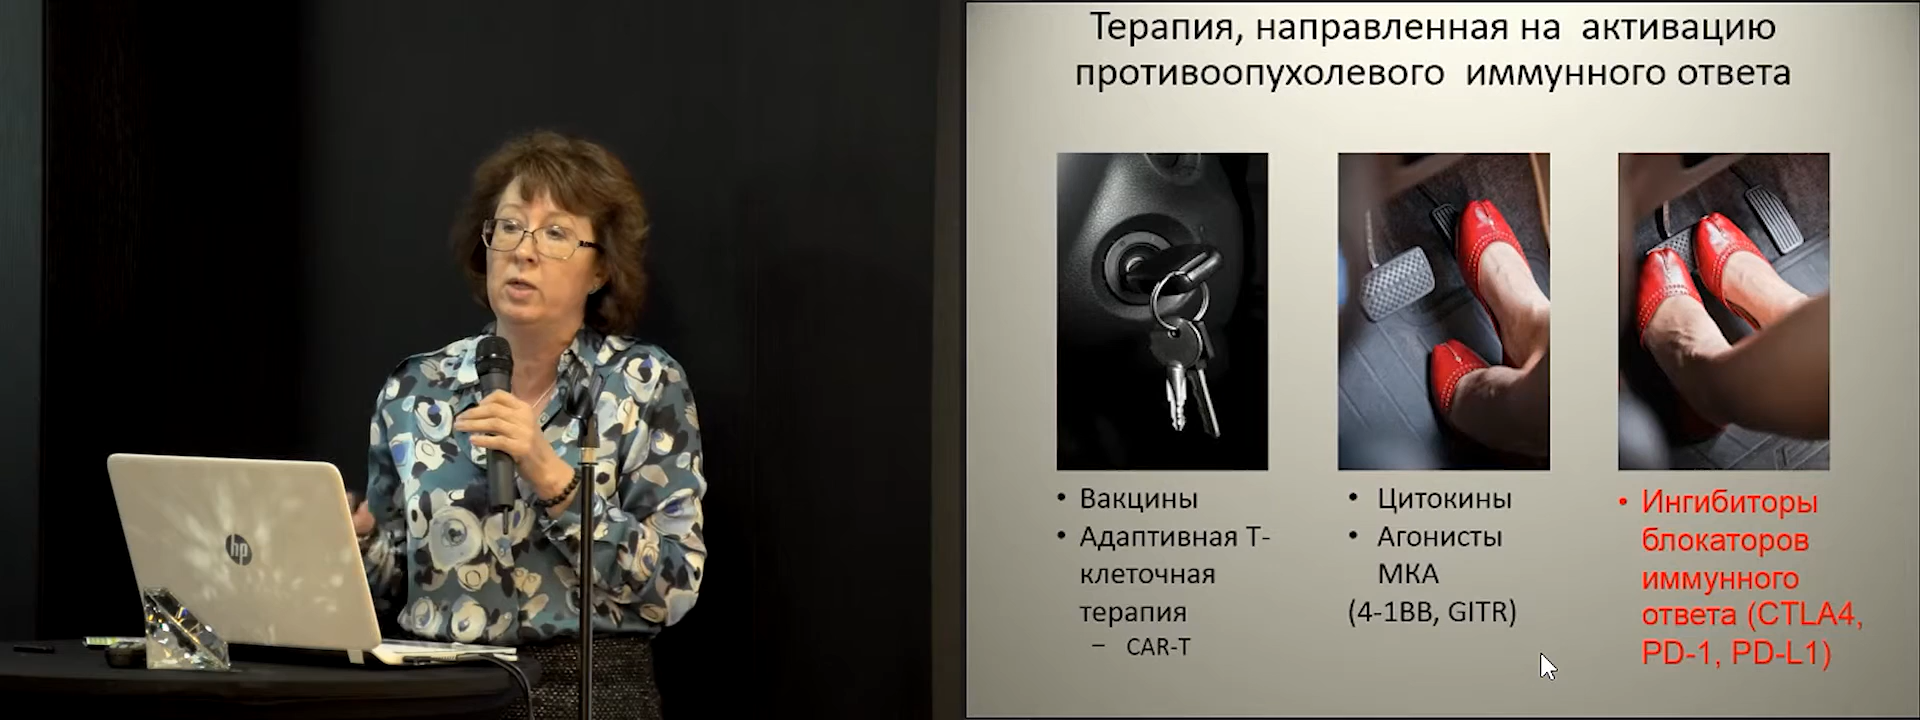 Терапия, направленная на активацию
противоопухолевого иммунного ответа
• Вакцины
• Адаптивная Т-
клеточная
терапия
– CAR-T
• Цитокины
• Агонисты
МКА
(4-1BB, GITR)
• Ингибиторы
блокаторов
иммунного
ответа (CTLA4,
PD-1, PD-L1)
hp